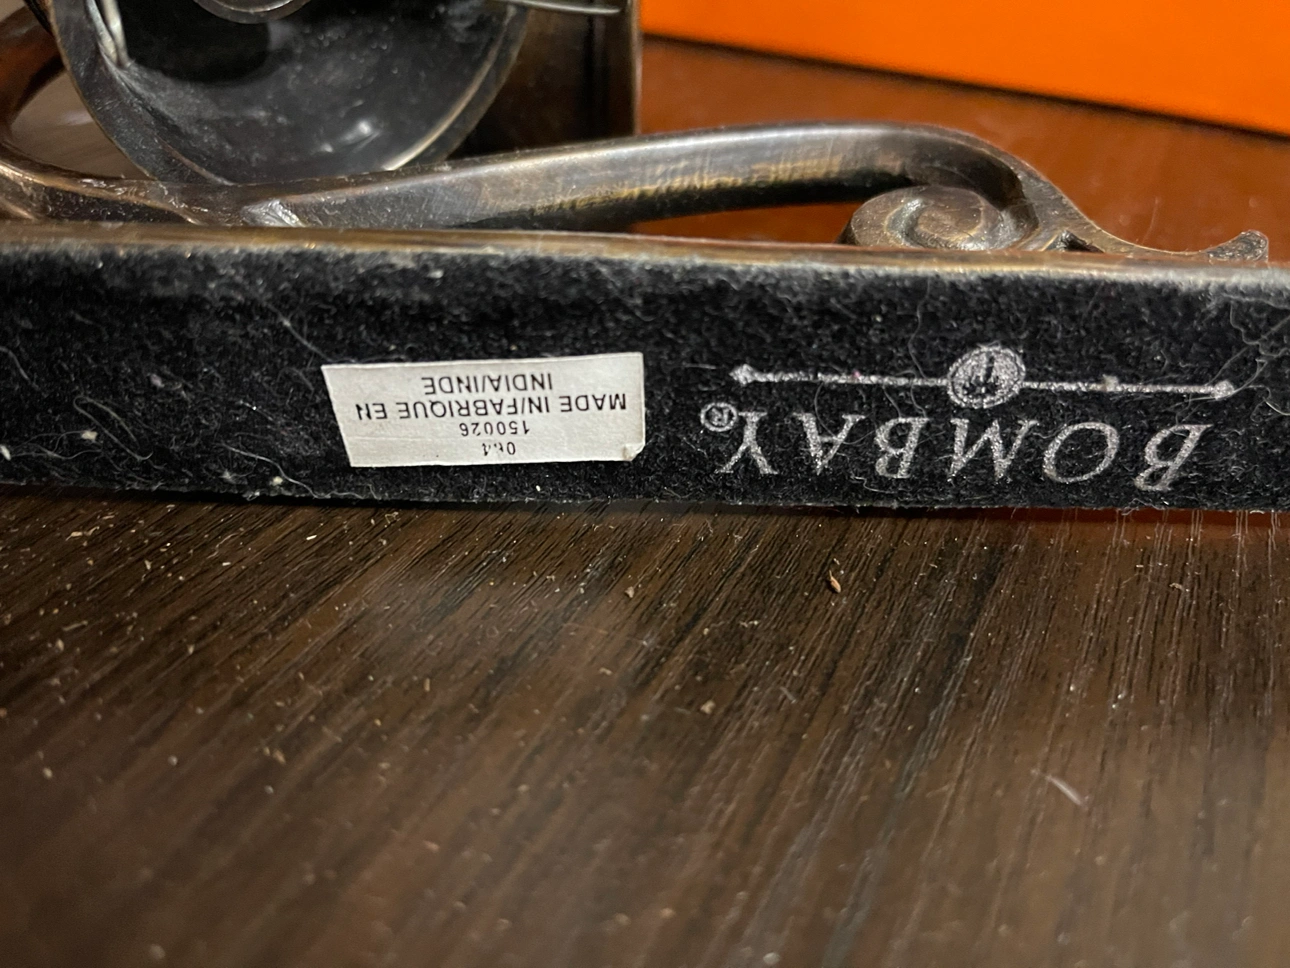 BOMBAY®
150026
MADE IN/FABRIQUE EN
INDIA/INDE